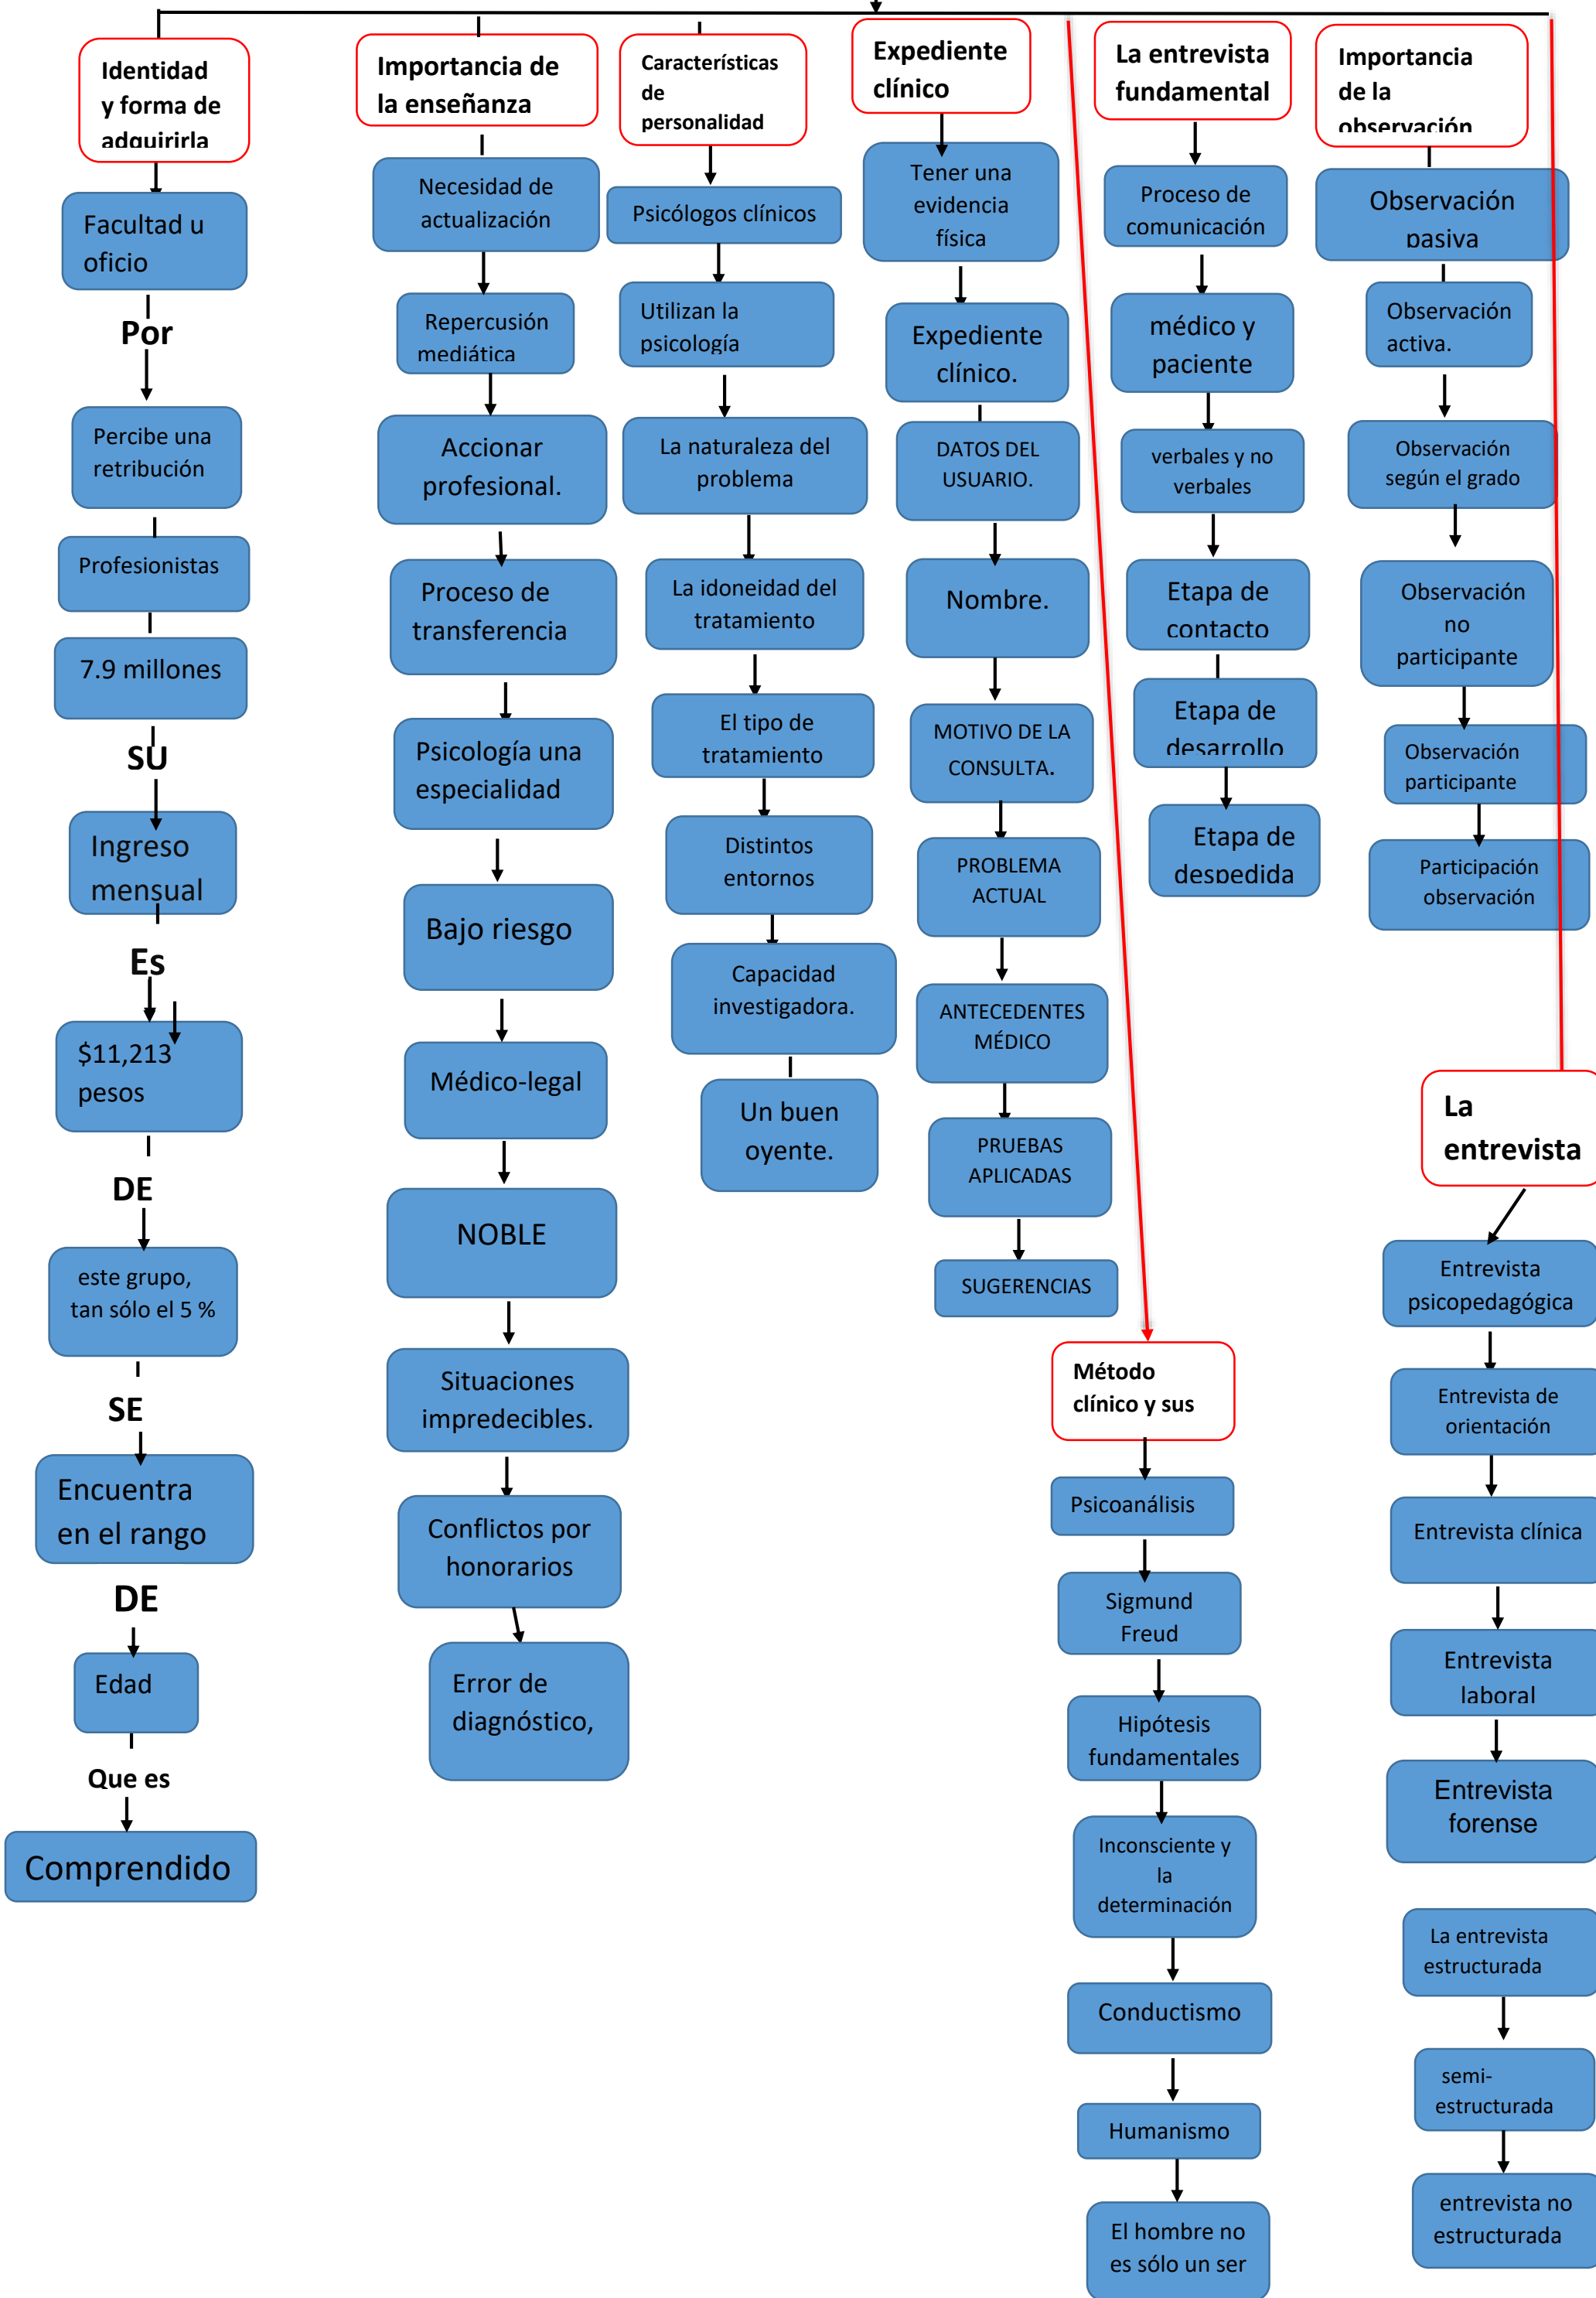 Identidad
y forma de
adquirirla
Facultad u
oficio
Por
Percibe una
retribución
Profesionistas
7.9 millones
SU
Ingreso
mensual
Es
$11,213
pesos
DE
este grupo,
tan sólo el 5 %
SE
Encuentra
en el rango
DE
Edad
Que es
Comprendido
Importancia de
la enseñanza
Necesidad de
actualización
Repercusión
mediática
Accionar
profesional.
Proceso de
transferencia
Psicología una
especialidad
Bajo riesgo
Médico-legal
NOBLE
Situaciones
impredecibles.
Conflictos por
honorarios
Error de
diagnóstico,
Características
de
personalidad
Psicólogos clínicos
Utilizan la
psicología
La naturaleza del
problema
La idoneidad del
tratamiento
El tipo de
tratamiento
Distintos
entornos
Capacidad
investigadora.
Un buen
oyente.
Expediente
clínico
Tener una
evidencia
física
Expediente
clínico.
DATOS DEL
USUARIO.
Nombre.
MOTIVO DE LA
CONSULTA.
PROBLEMA
ACTUAL
ANTECEDENTES
MÉDICO
PRUEBAS
APLICADAS
SUGERENCIAS
La entrevista
fundamental
Proceso de
comunicación
médico y
paciente
verbales y no
verbales
Etapa de
contacto
Etapa de
desarrollo
Etapa de
despedida
Método
clínico y sus
Psicoanálisis
Sigmund
Freud
Hipótesis
fundamentales
Inconsciente y
la
determinación
Conductismo
Humanismo
El hombre no
es sólo un ser
Importancia
de la
observación
Observación
pasiva
Observación
activa.
Observación
según el grado
Observación
no
participante
Observación
participante
Participación
observación
La
entrevista
Entrevista
psicopedagógica
Entrevista de
orientación
Entrevista clínica
Entrevista
laboral
Entrevista
forense
La entrevista
estructurada
semi-
estructurada
entrevista no
estructurada